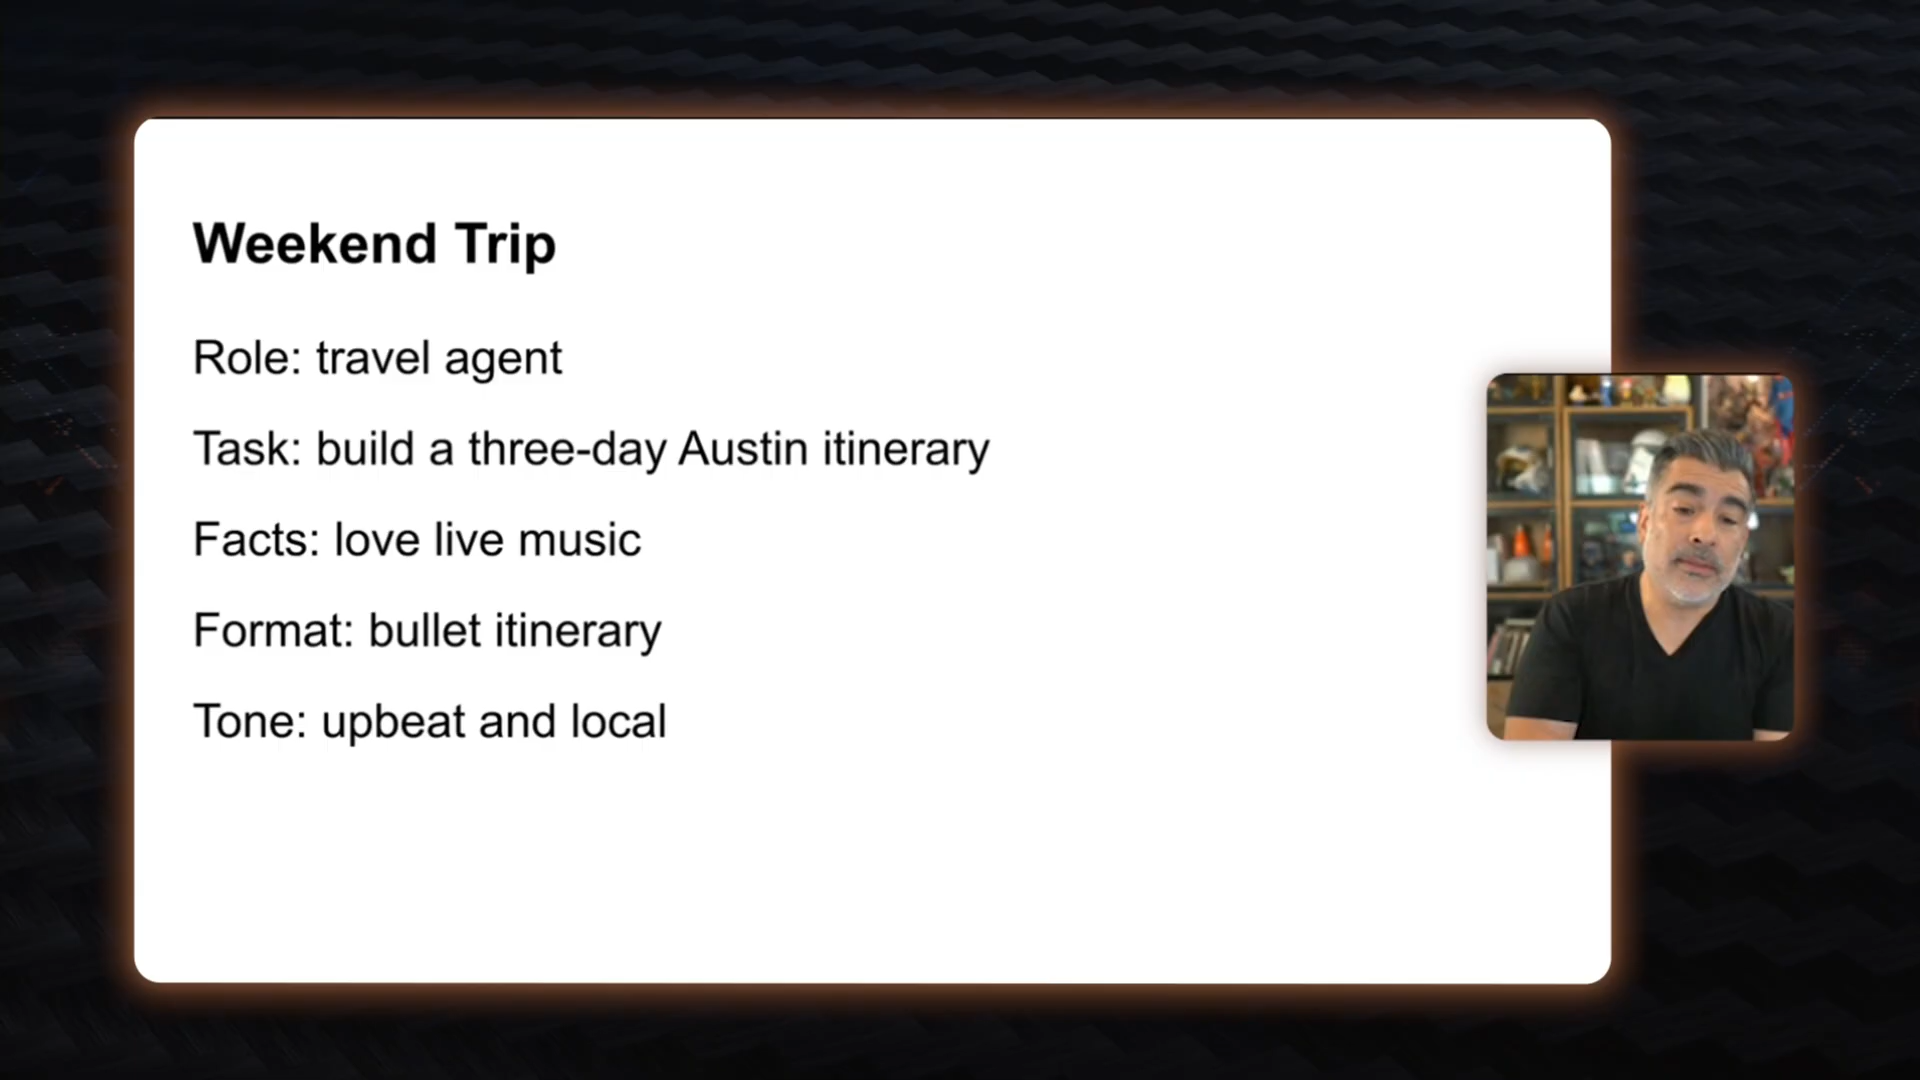 Weekend Trip
Role: travel agent
Task: build a three-day Austin itinerary
Facts: love live music
Format: bullet itinerary
Tone: upbeat and local